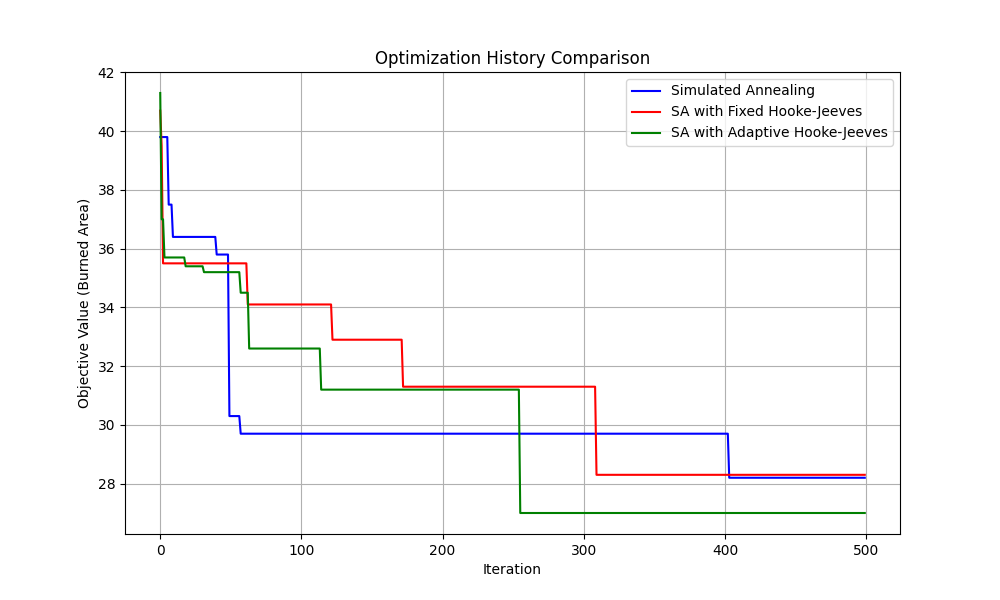 Optimization History Comparison
Objective Value (Burned Area)
42
40
38
36
34
32
30
28
Simulated Annealing
SA with Fixed Hooke-Jeeves
SA with Adaptive Hooke-Jeeves
0 100 200 300 400 500
Iteration